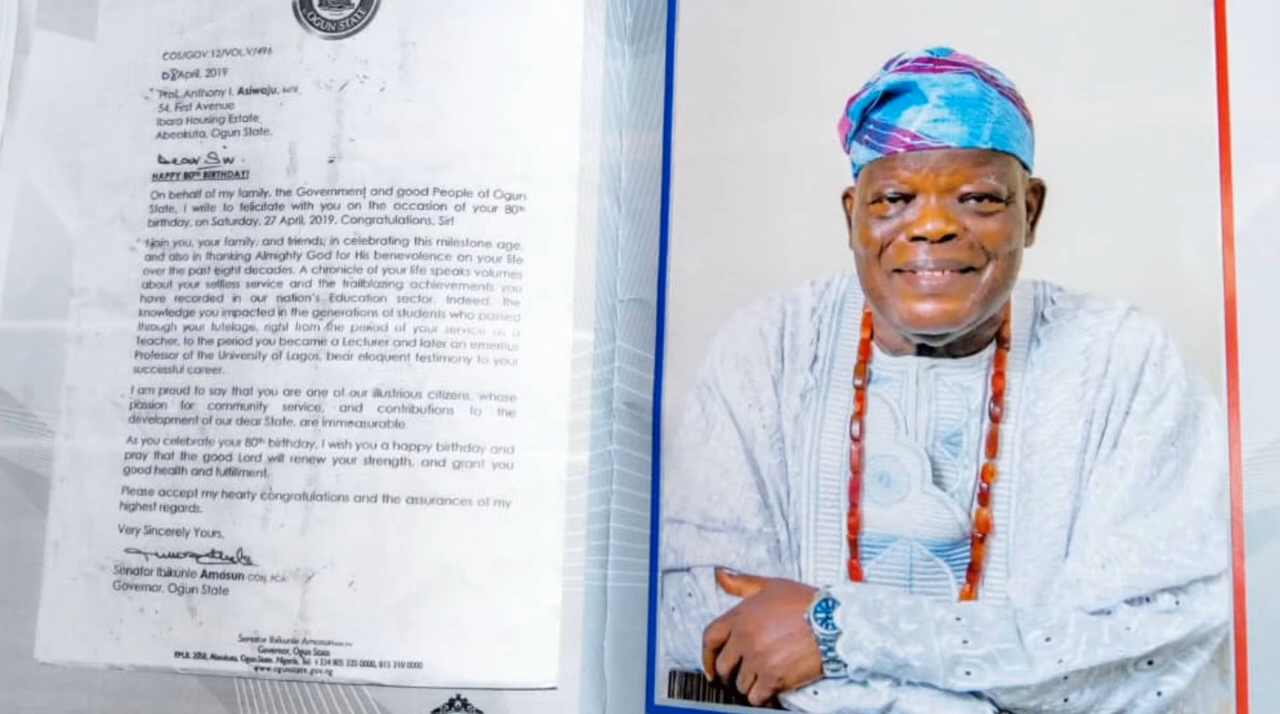 OGUN STATE
COS/GOV.12/VOL.V/496
08 April, 2019
Prof. Anthony I. Asiwaju, MFR
54, First Avenue
Ibara Housing Estate
Abeokuta, Ogun State.
Dear Sir.
HAPPY 80TH BIRTHDAY!
On behalf of my family, the Government and good People of Ogun
State, I write to felicitate with you on the occasion of your 80th
birthday, on Saturday, 27 April, 2019. Congratulations, Sir!
I join you, your family, and friends, in celebrating this milestone age,
and also in thanking Almighty God for His benevolence on your life
over the past eight decades. A chronicle of your life speaks volumes
about your selfless service and the trailblazing achievements you
have recorded in our nation's Education sector. Indeed, the
knowledge you impacted in the generations of students who passed
through your tutelage, right from the period of your service as a
Teacher, to the period you became a Lecturer and later an emeritus
Professor of the University of Lagos, bear eloquent testimony to your
successful career.
I am proud to say that you are one of our illustrious citizens, whose
passion for community service, and contributions to the
development of our dear State, are immeasurable.
As you celebrate your 80th birthday, I wish you a happy birthday and
pray that the good Lord will renew your strength, and grant you
good health and fulfillment.
Please accept my hearty congratulations and the assurances of my
highest regards.
Very Sincerely Yours,
Senator Ibikunle Amosun CON, FCA
Governor, Ogun State
Senator Ibikunle Amosun
Governor, Ogun State
Abeokuta, Ogun State, Nigeria. Tel:
www.ogunstate.gov.ng